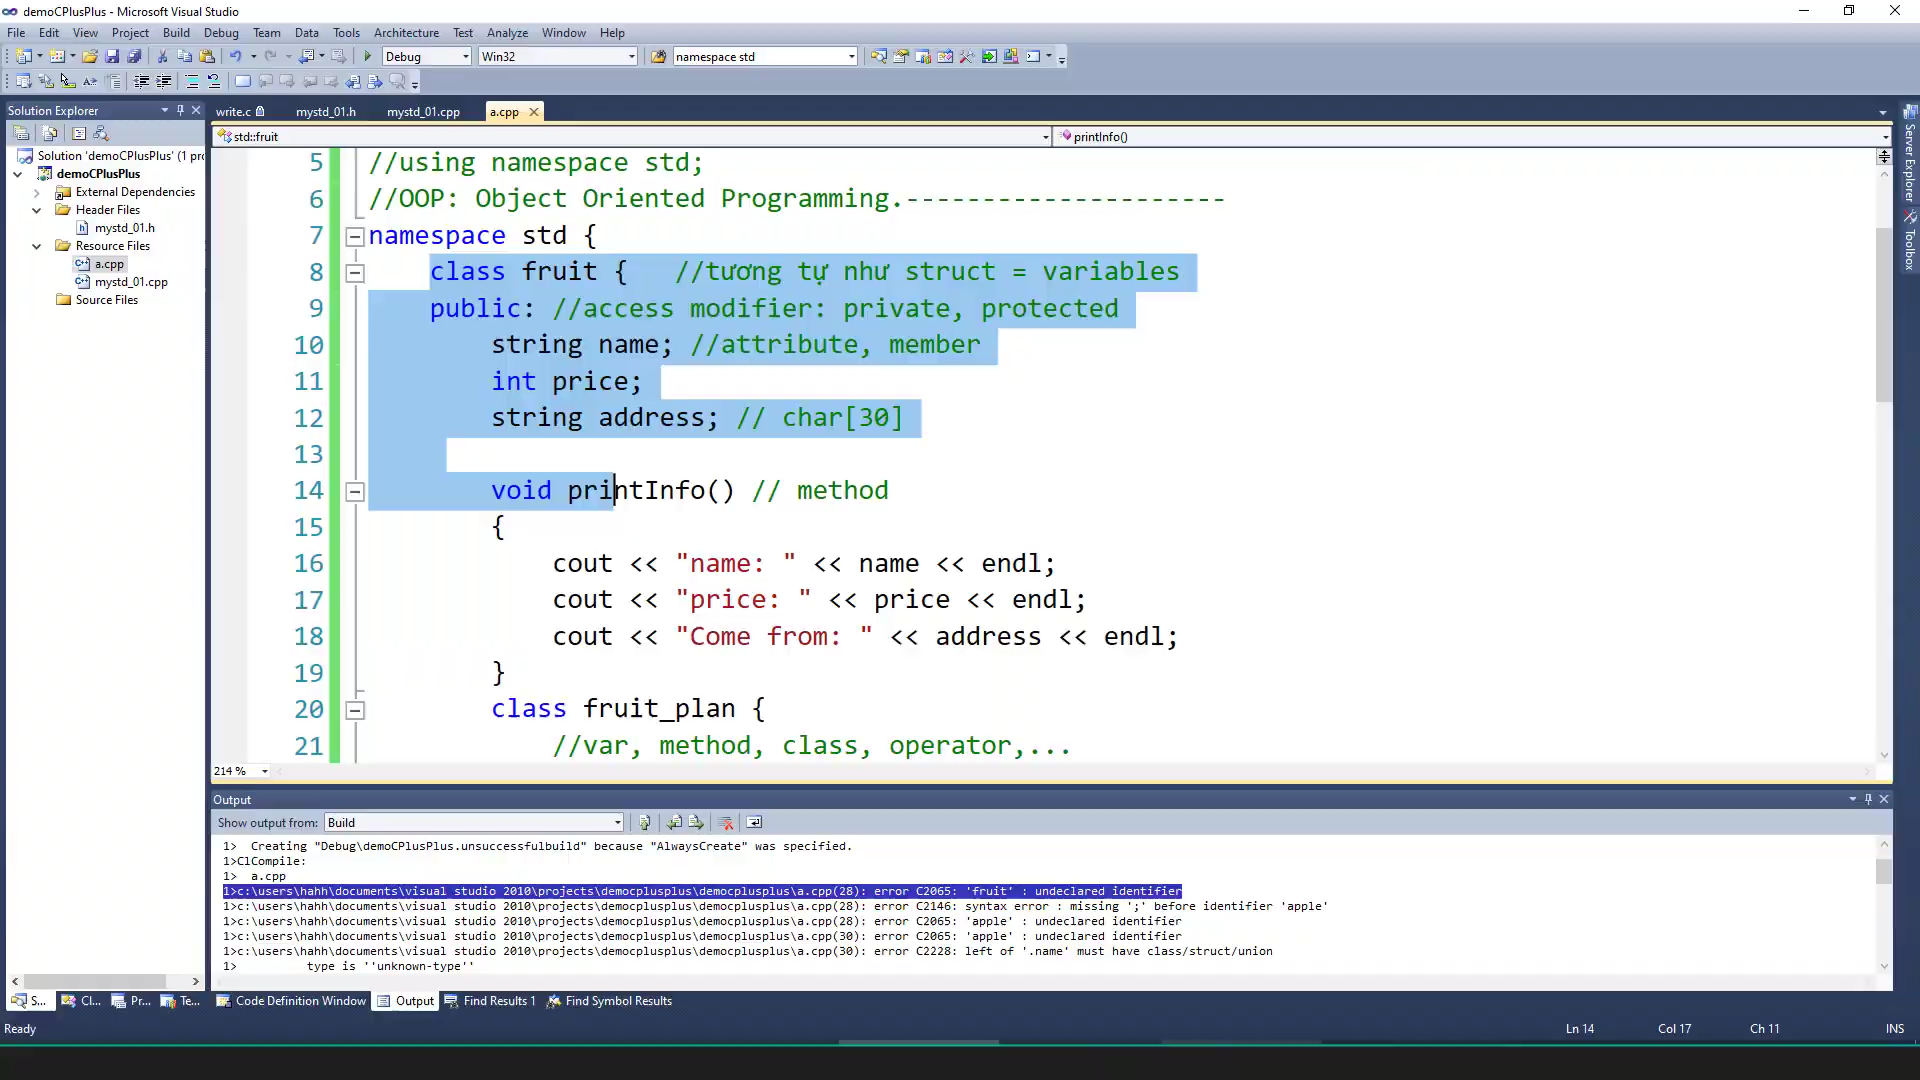 demoCPlusPlus - Microsoft Visual Studio
File Edit View Project Build Debug Team Data Tools Architecture Test Analyze Window Help
Debug Win32 namespace std
Solution Explorer
write.c mystd_01.h mystd_01.cpp a.cpp
std::fruit printInfo()
Solution 'demoCPlusPlus' (1 pr
demoCPlusPlus
External Dependencies
Header Files
mystd_01.h
Resource Files
a.cpp
mystd_01.cpp
Source Files
5 //using namespace std;
6 //OOP: Object Oriented Programming.---------------------
7 namespace std {
8 class fruit { //tương tự như struct = variables
9 public: //access modifier: private, protected
10 string name; //attribute, member
11 int price;
12 string address; // char[30]
13
14 void printInfo() // method
15 {
16 cout << "name: " << name << endl;
17 cout << "price: " << price << endl;
18 cout << "Come from: " << address << endl;
19 }
20 class fruit_plan {
21 //var, method, class, operator,...
214 %
Server Explorer
Toolbox
Output
Show output from: Build
1> Creating "Debug\demoCPlusPlus.unsuccessfulbuild" because "AlwaysCreate" was specified.
1>ClCompile:
1> a.cpp
1>c:\users\hahh\documents\visual studio 2010\projects\democplusplus\democplusplus\a.cpp(28): error C2065: 'fruit' : undeclared identifier
1>c:\users\hahh\documents\visual studio 2010\projects\democplusplus\democplusplus\a.cpp(28): error C2146: syntax error : missing ';' before identifier 'apple'
1>c:\users\hahh\documents\visual studio 2010\projects\democplusplus\democplusplus\a.cpp(28): error C2065: 'apple' : undeclared identifier
1>c:\users\hahh\documents\visual studio 2010\projects\democplusplus\democplusplus\a.cpp(30): error C2065: 'apple' : undeclared identifier
1>c:\users\hahh\documents\visual studio 2010\projects\democplusplus\democplusplus\a.cpp(30): error C2228: left of '.name' must have class/struct/union
1> type is ''unknown-type''
S... Cl... Pr... Te... Code Definition Window Output Find Results 1 Find Symbol Results
Ready Ln 14 Col 17 Ch 11 INS